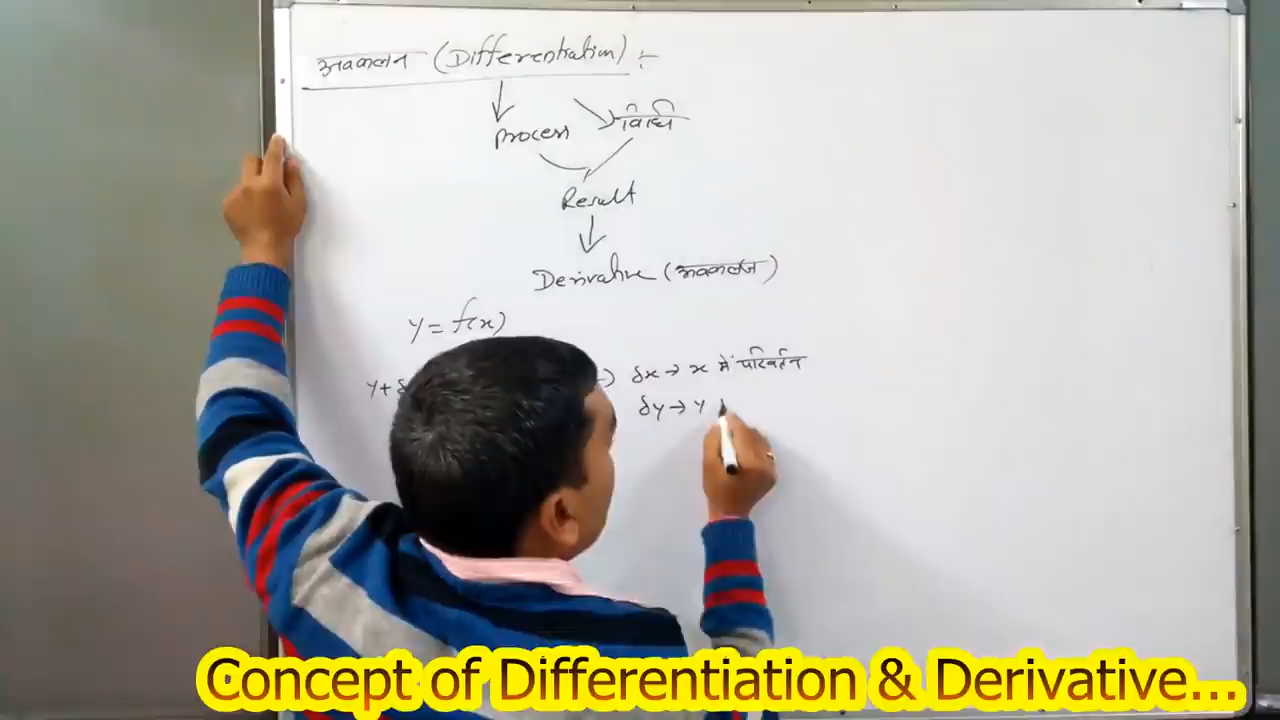 अवकलन (Differentiation) :-
Process विधि
Result
Derivative (अवकलज)
y = f(x)
y + δ
δx → x में परिवर्तन
δy → y
Concept of Differentiation & Derivative...